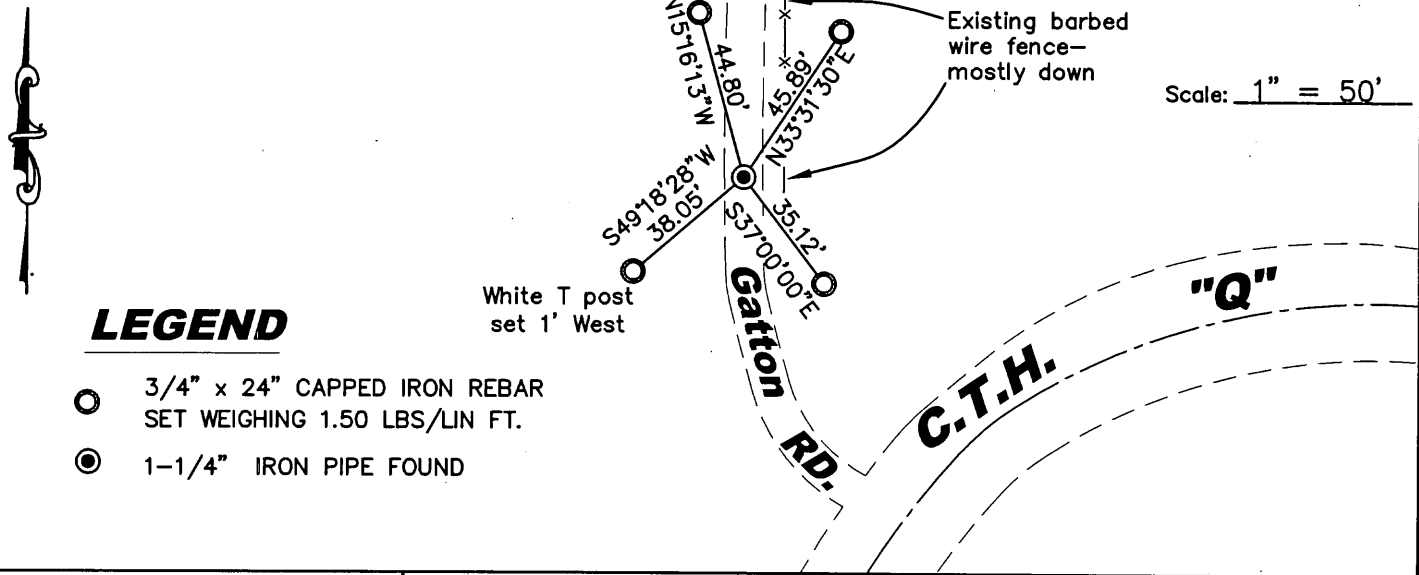 N15°16'13"W
44.80'
45.89'
N33°31'30"E
Existing barbed
wire fence–
mostly down
Scale: 1" = 50'
S49°18'28"W
38.05'
35.12'
S37°00'00"E
White T post
set 1' West
Gatton
RD.
C.T.H.
"Q"
LEGEND
3/4" x 24" CAPPED IRON REBAR
SET WEIGHING 1.50 LBS/LIN FT.
1–1/4" IRON PIPE FOUND